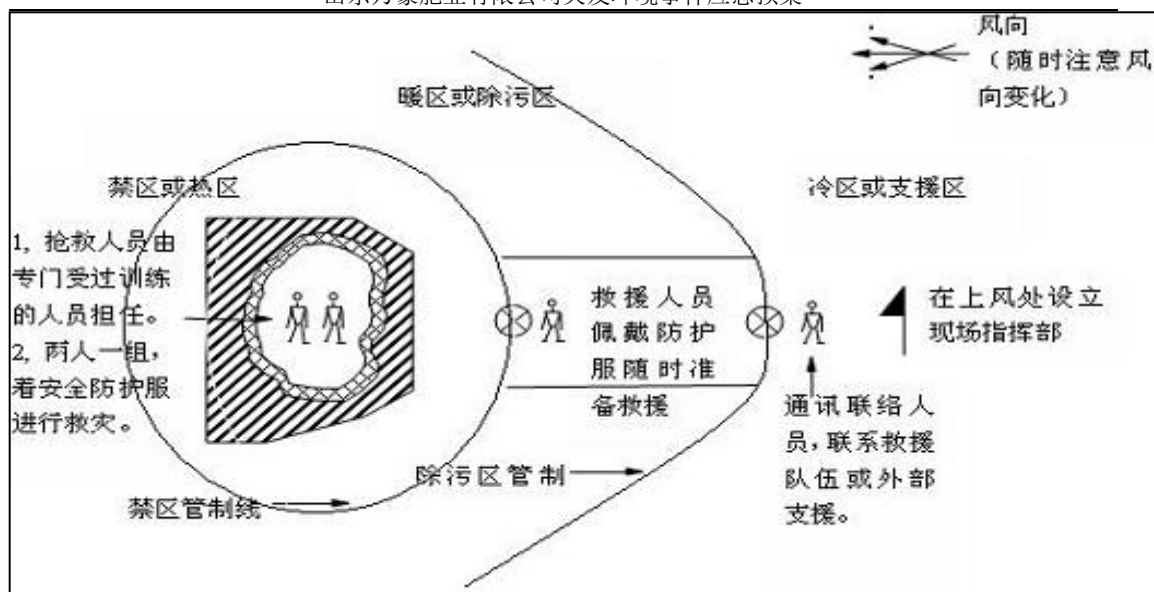 风向
（随时注意风
向变化）
暖区或除污区
禁区或热区
冷区或支援区
1, 抢救人员由
专门受过训练
的人员担任。
2, 两人一组，
着安全防护服
进行救灾。
救援人员
佩戴防护
服随时准
备救援
在上风处设立
现场指挥部
通讯联络人
员，联系救援
队伍或外部
支援。
除污区管制
禁区管制线